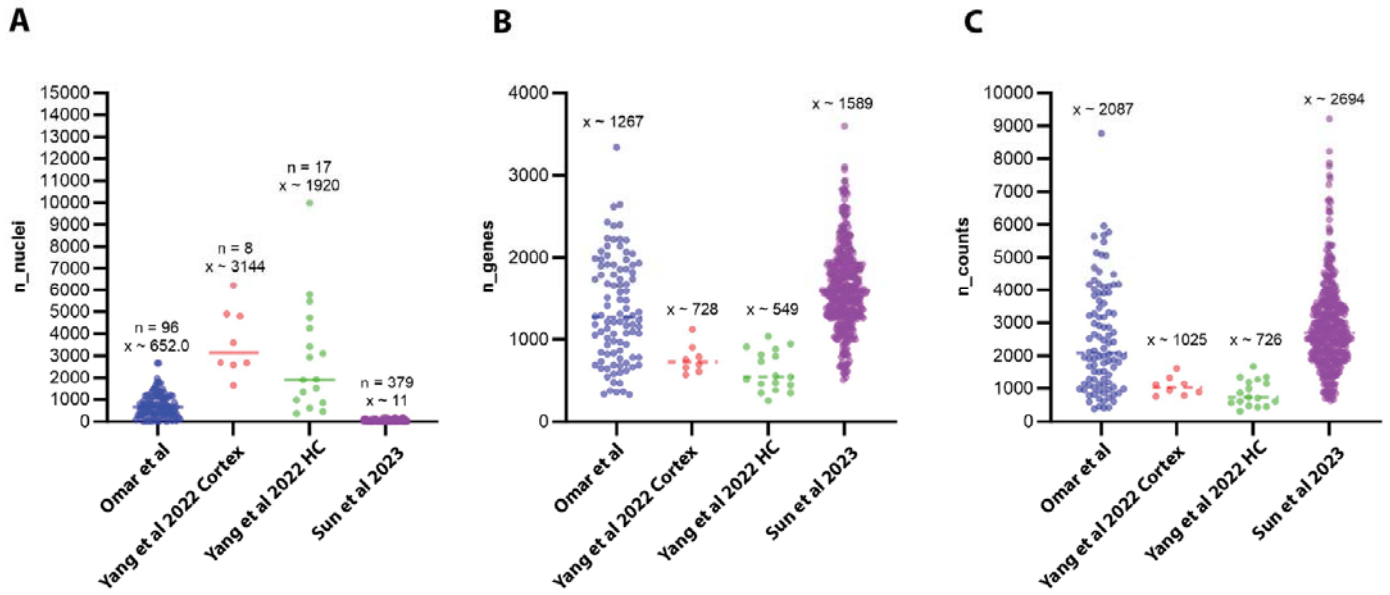 A
n_nuclei
15000
14000
13000
12000
11000
10000
9000
8000
7000
6000
5000
4000
3000
2000
1000
0
n = 96
x ~ 652.0
n = 8
x ~ 3144
n = 17
x ~ 1920
n = 379
x ~ 11
Omar et al
Yang et al 2022 Cortex
Yang et al 2022 HC
Sun et al 2023
B
n_genes
4000
3000
2000
1000
0
x ~ 1267
x ~ 728
x ~ 549
x ~ 1589
Omar et al
Yang et al 2022 Cortex
Yang et al 2022 HC
Sun et al 2023
C
n_counts
10000
9000
8000
7000
6000
5000
4000
3000
2000
1000
0
x ~ 2087
x ~ 1025
x ~ 726
x ~ 2694
Omar et al
Yang et al 2022 Cortex
Yang et al 2022 HC
Sun et al 2023